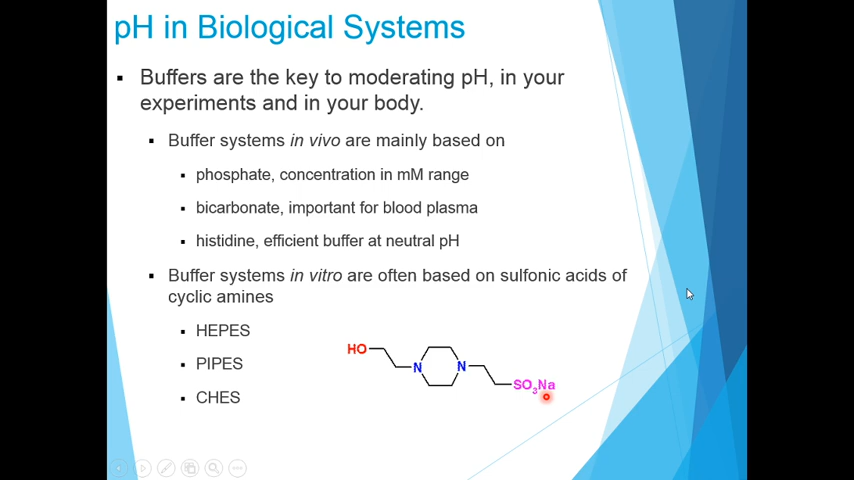 pH in Biological Systems
Buffers are the key to moderating pH, in your
experiments and in your body.
Buffer systems in vivo are mainly based on
phosphate, concentration in mM range
bicarbonate, important for blood plasma
histidine, efficient buffer at neutral pH
Buffer systems in vitro are often based on sulfonic acids of
cyclic amines
HEPES
PIPES
CHES
HO
N
N
SO3Na